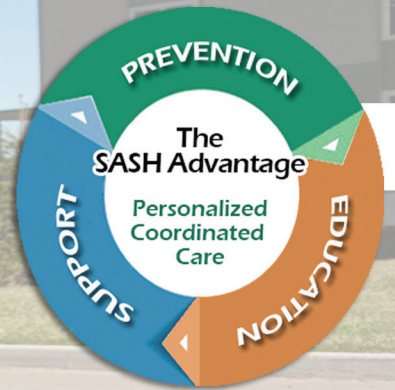 PREVENTION
The
SASH Advantage
Personalized
Coordinated
Care
EDUCATION
SUPPORT